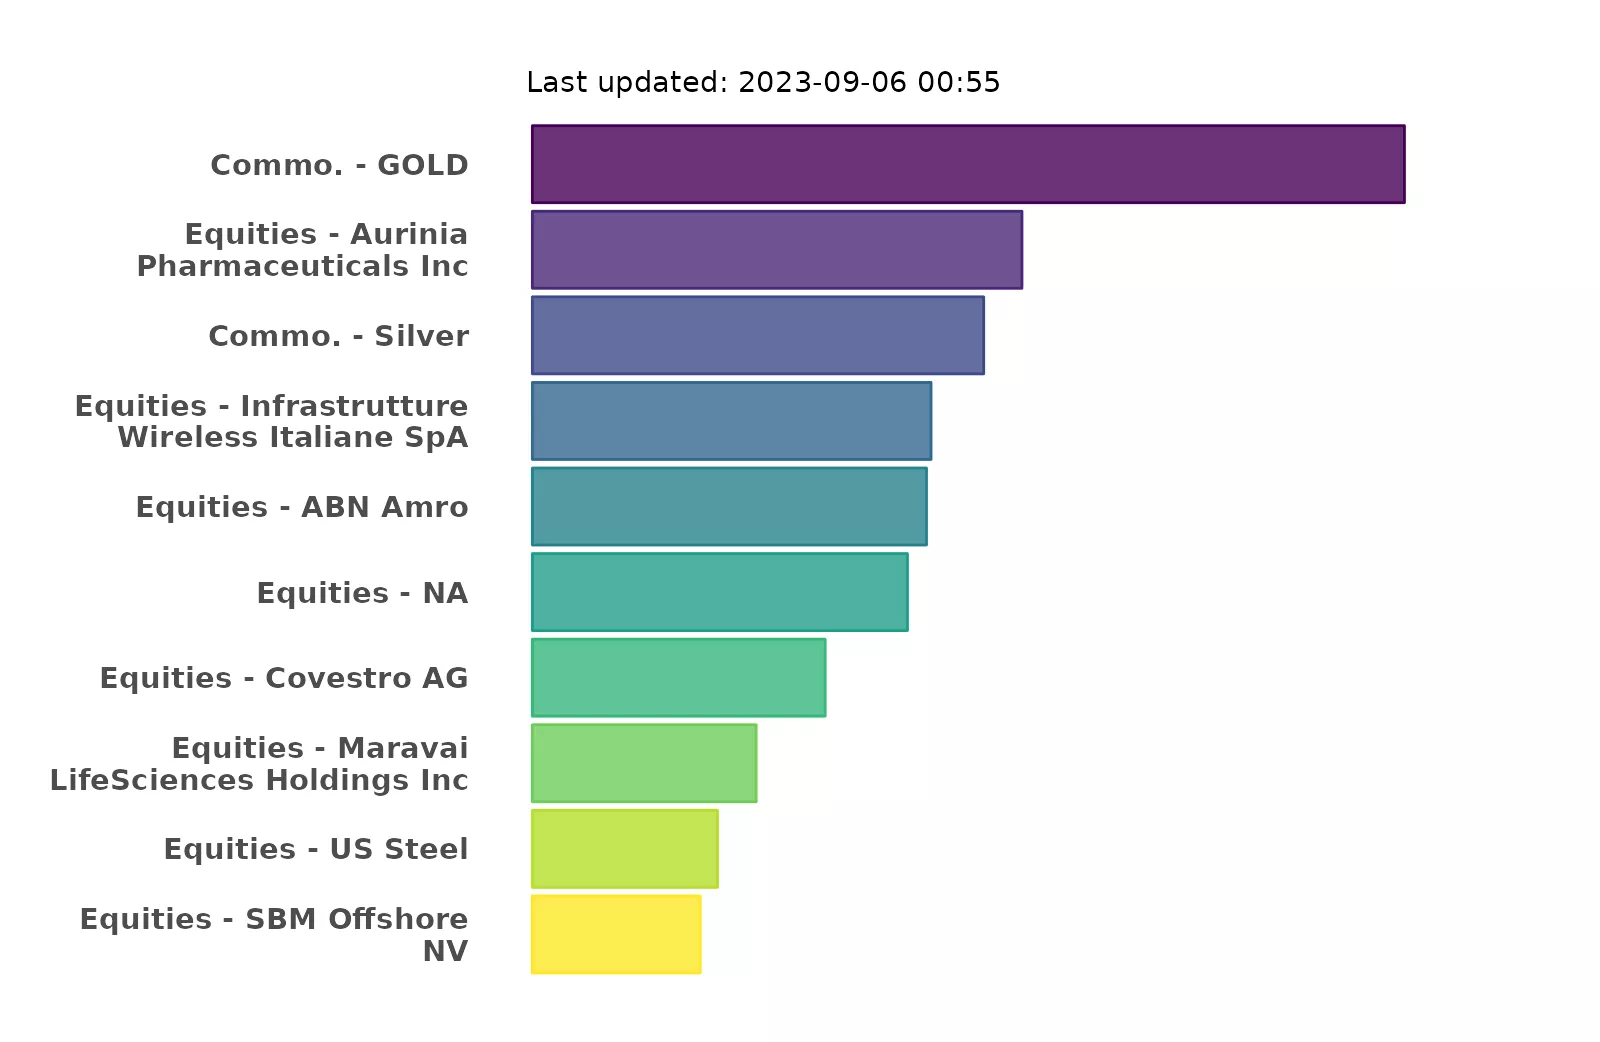 Last updated: 2023-09-06 00:55
Commo. - GOLD
Equities - Aurinia
Pharmaceuticals Inc
Commo. - Silver
Equities - Infrastrutture
Wireless Italiane SpA
Equities - ABN Amro
Equities - NA
Equities - Covestro AG
Equities - Maravai
LifeSciences Holdings Inc
Equities - US Steel
Equities - SBM Offshore
NV